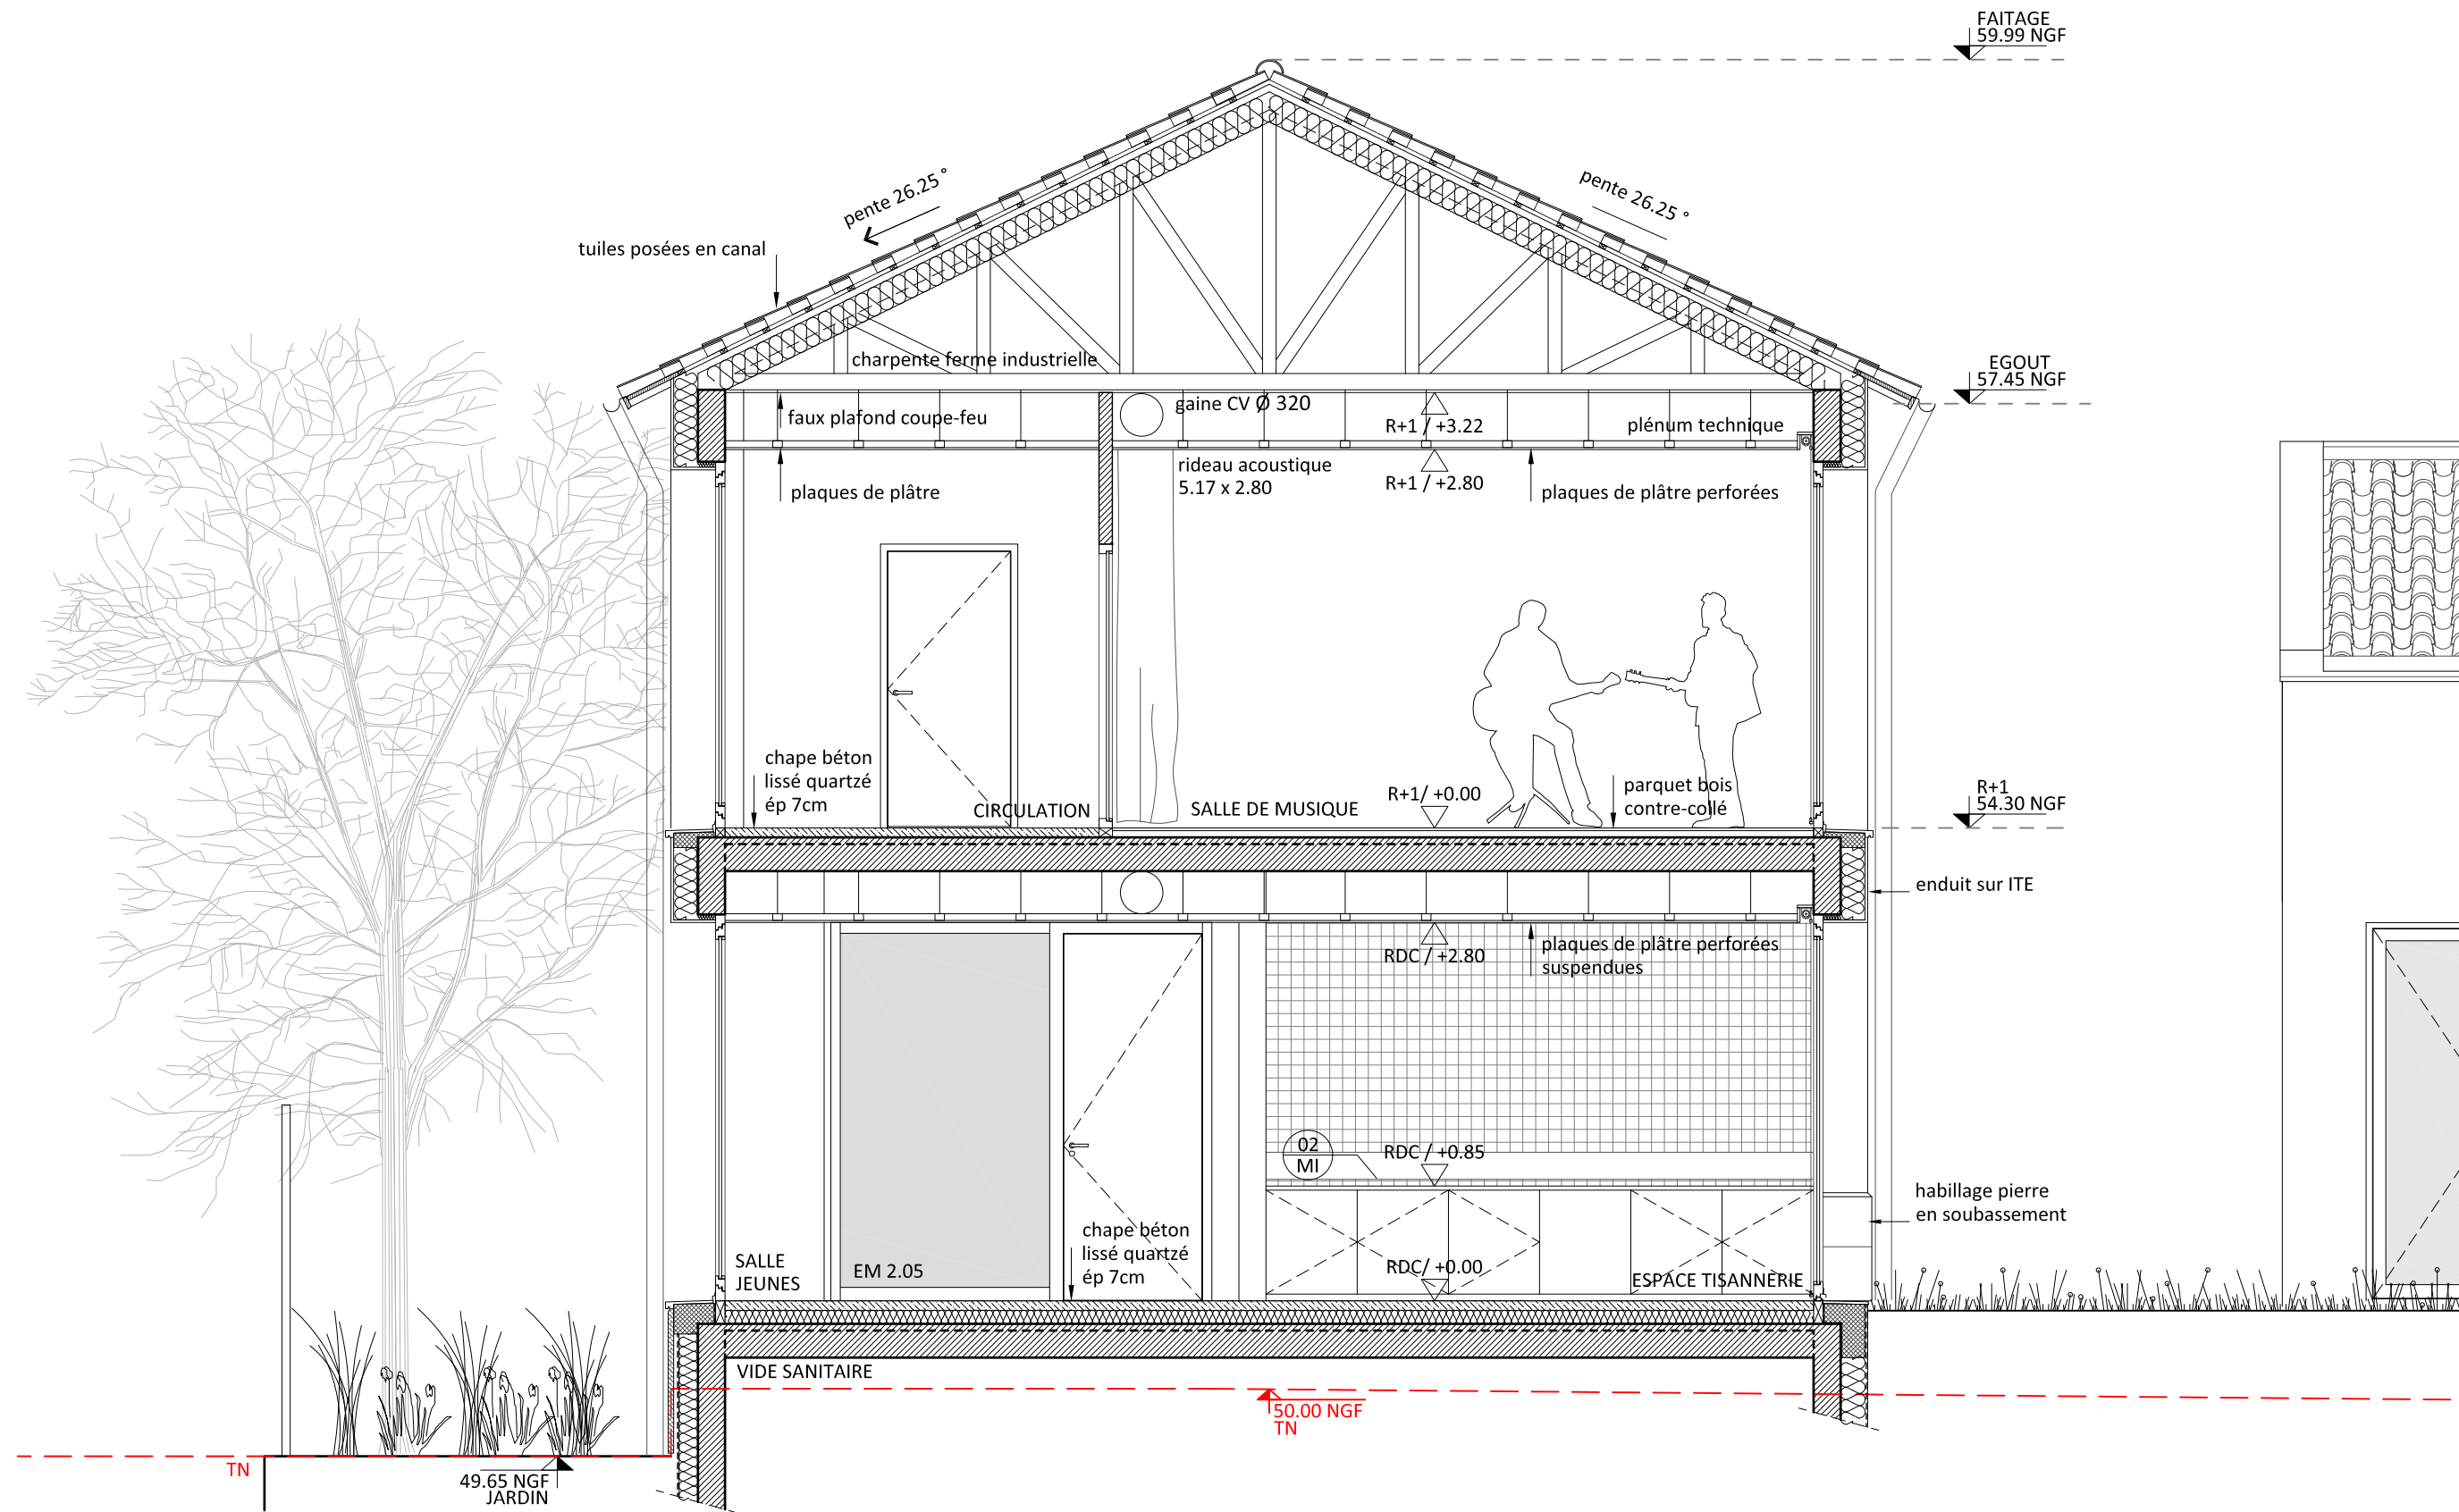 FAITAGE
59.99 NGF
pente 26.25°
pente 26.25°
tuiles posées en canal
charpente ferme industrielle
EGOUT
57.45 NGF
gaine CV Ø 320
faux plafond coupe-feu
R+1 / +3.22
plénum technique
rideau acoustique
5.17 x 2.80
R+1 / +2.80
plaques de plâtre
plaques de plâtre perforées
chape béton
lissé quartzé
ép 7cm
CIRCULATION
SALLE DE MUSIQUE
R+1/ +0.00
parquet bois
contre-collé
R+1
54.30 NGF
enduit sur ITE
RDC / +2.80
plaques de plâtre perforées
suspendues
02
MI
RDC / +0.85
habillage pierre
en soubassement
chape béton
lissé quartzé
ép 7cm
SALLE
JEUNES
EM 2.05
RDC/ +0.00
ESPACE TISANNERIE
VIDE SANITAIRE
50.00 NGF
TN
TN
49.65 NGF
JARDIN